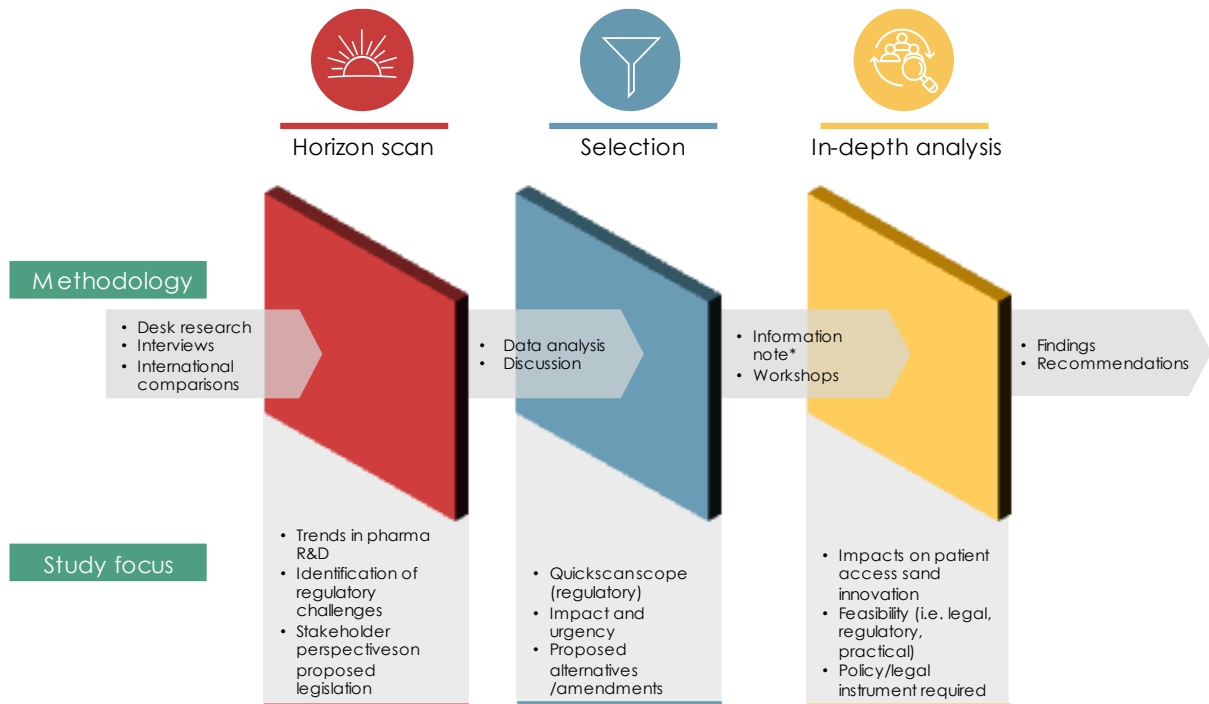 Horizon scan
Selection
In-depth analysis
Methodology
• Desk research
• Interviews
• International
comparisons
• Data analysis
• Discussion
• Information
note*
• Workshops
• Findings
• Recommendations
Study focus
• Trends in pharma
R&D
• Identification of
regulatory
challenges
• Stakeholder
perspectiveson
proposed
legislation
• Quickscan scope
(regulatory)
• Impact and
urgency
• Proposed
alternatives
/amendments
• Impacts on patient
access sand
innovation
• Feasibility (i.e. legal,
regulatory,
practical)
• Policy/legal
instrument required